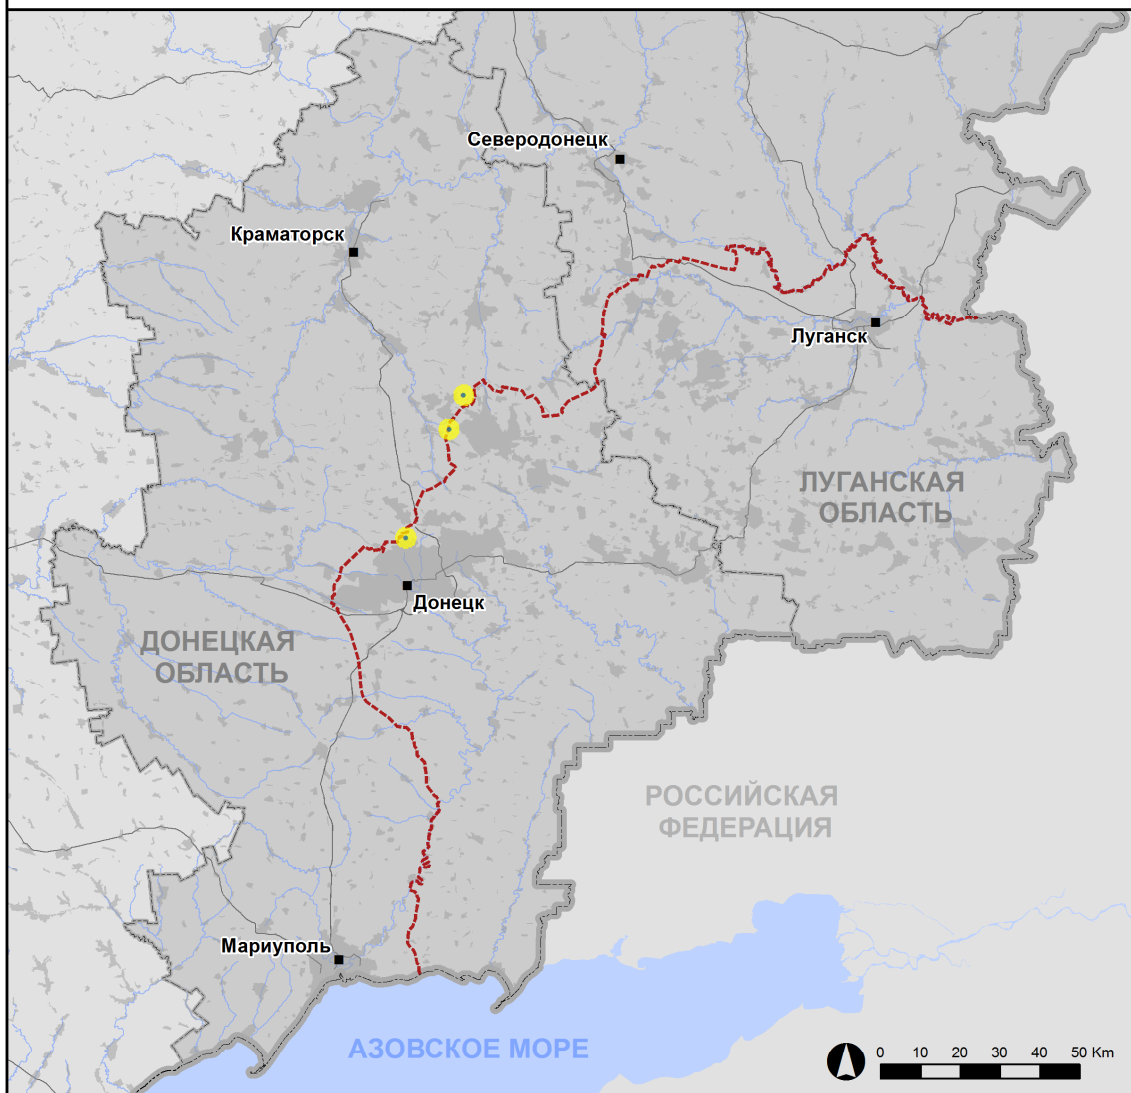 Северодонецк
Краматорск
Луганск
ЛУГАНСКАЯ
ОБЛАСТЬ
Донецк
ДОНЕЦКАЯ
ОБЛАСТЬ
РОССИЙСКАЯ
ФЕДЕРАЦИЯ
Мариуполь
АЗОВСКОЕ МОРЕ
0 10 20 30 40 50 Km